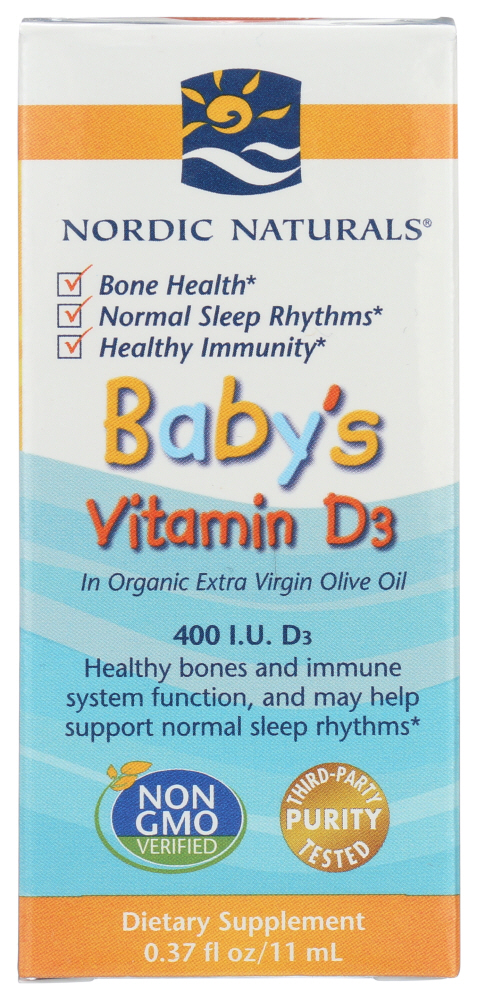 NORDIC NATURALS®
Bone Health*
Normal Sleep Rhythms*
Healthy Immunity*
Baby's
Vitamin D3
In Organic Extra Virgin Olive Oil
400 I.U. D3
Healthy bones and immune
system function, and may help
support normal sleep rhythms*
NON
GMO
VERIFIED
THIRD-PARTY
PURITY
TESTED
Dietary Supplement
0.37 fl oz/11 mL